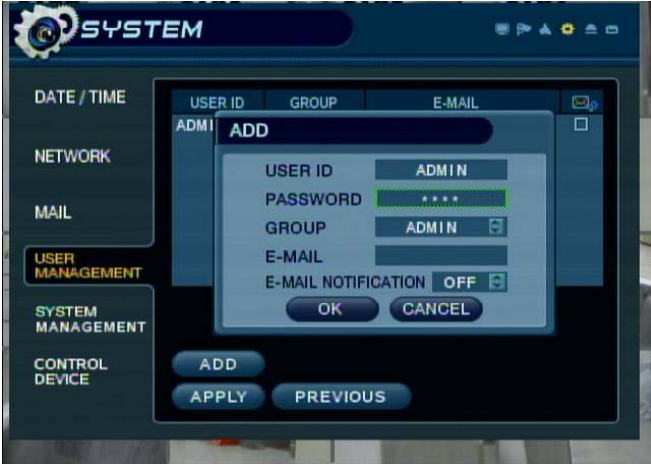 SYSTEM
DATE / TIME
NETWORK
MAIL
USER
MANAGEMENT
SYSTEM
MANAGEMENT
CONTROL
DEVICE
USER ID GROUP E-MAIL
ADMI
ADD
USER ID ADMIN
PASSWORD ****
GROUP ADMIN
E-MAIL
E-MAIL NOTIFICATION OFF
OK CANCEL
ADD
APPLY PREVIOUS